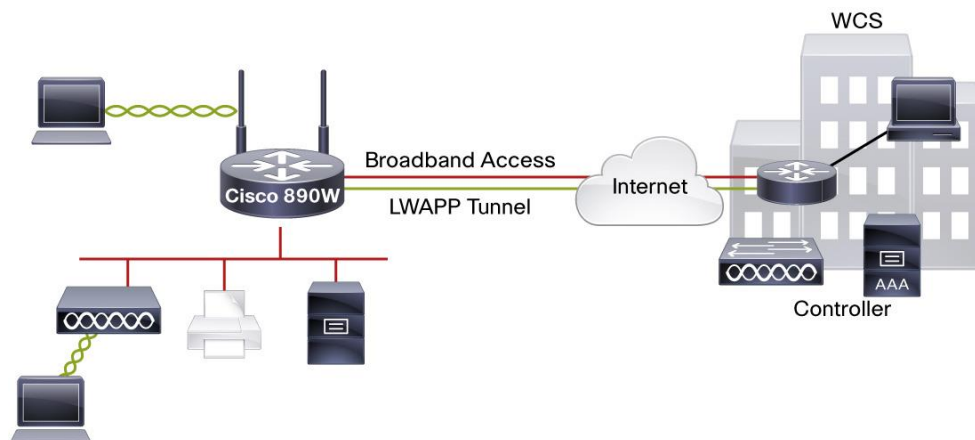 WCS
Broadband Access
Cisco 890W
Internet
LWAPP Tunnel
AAA
Controller